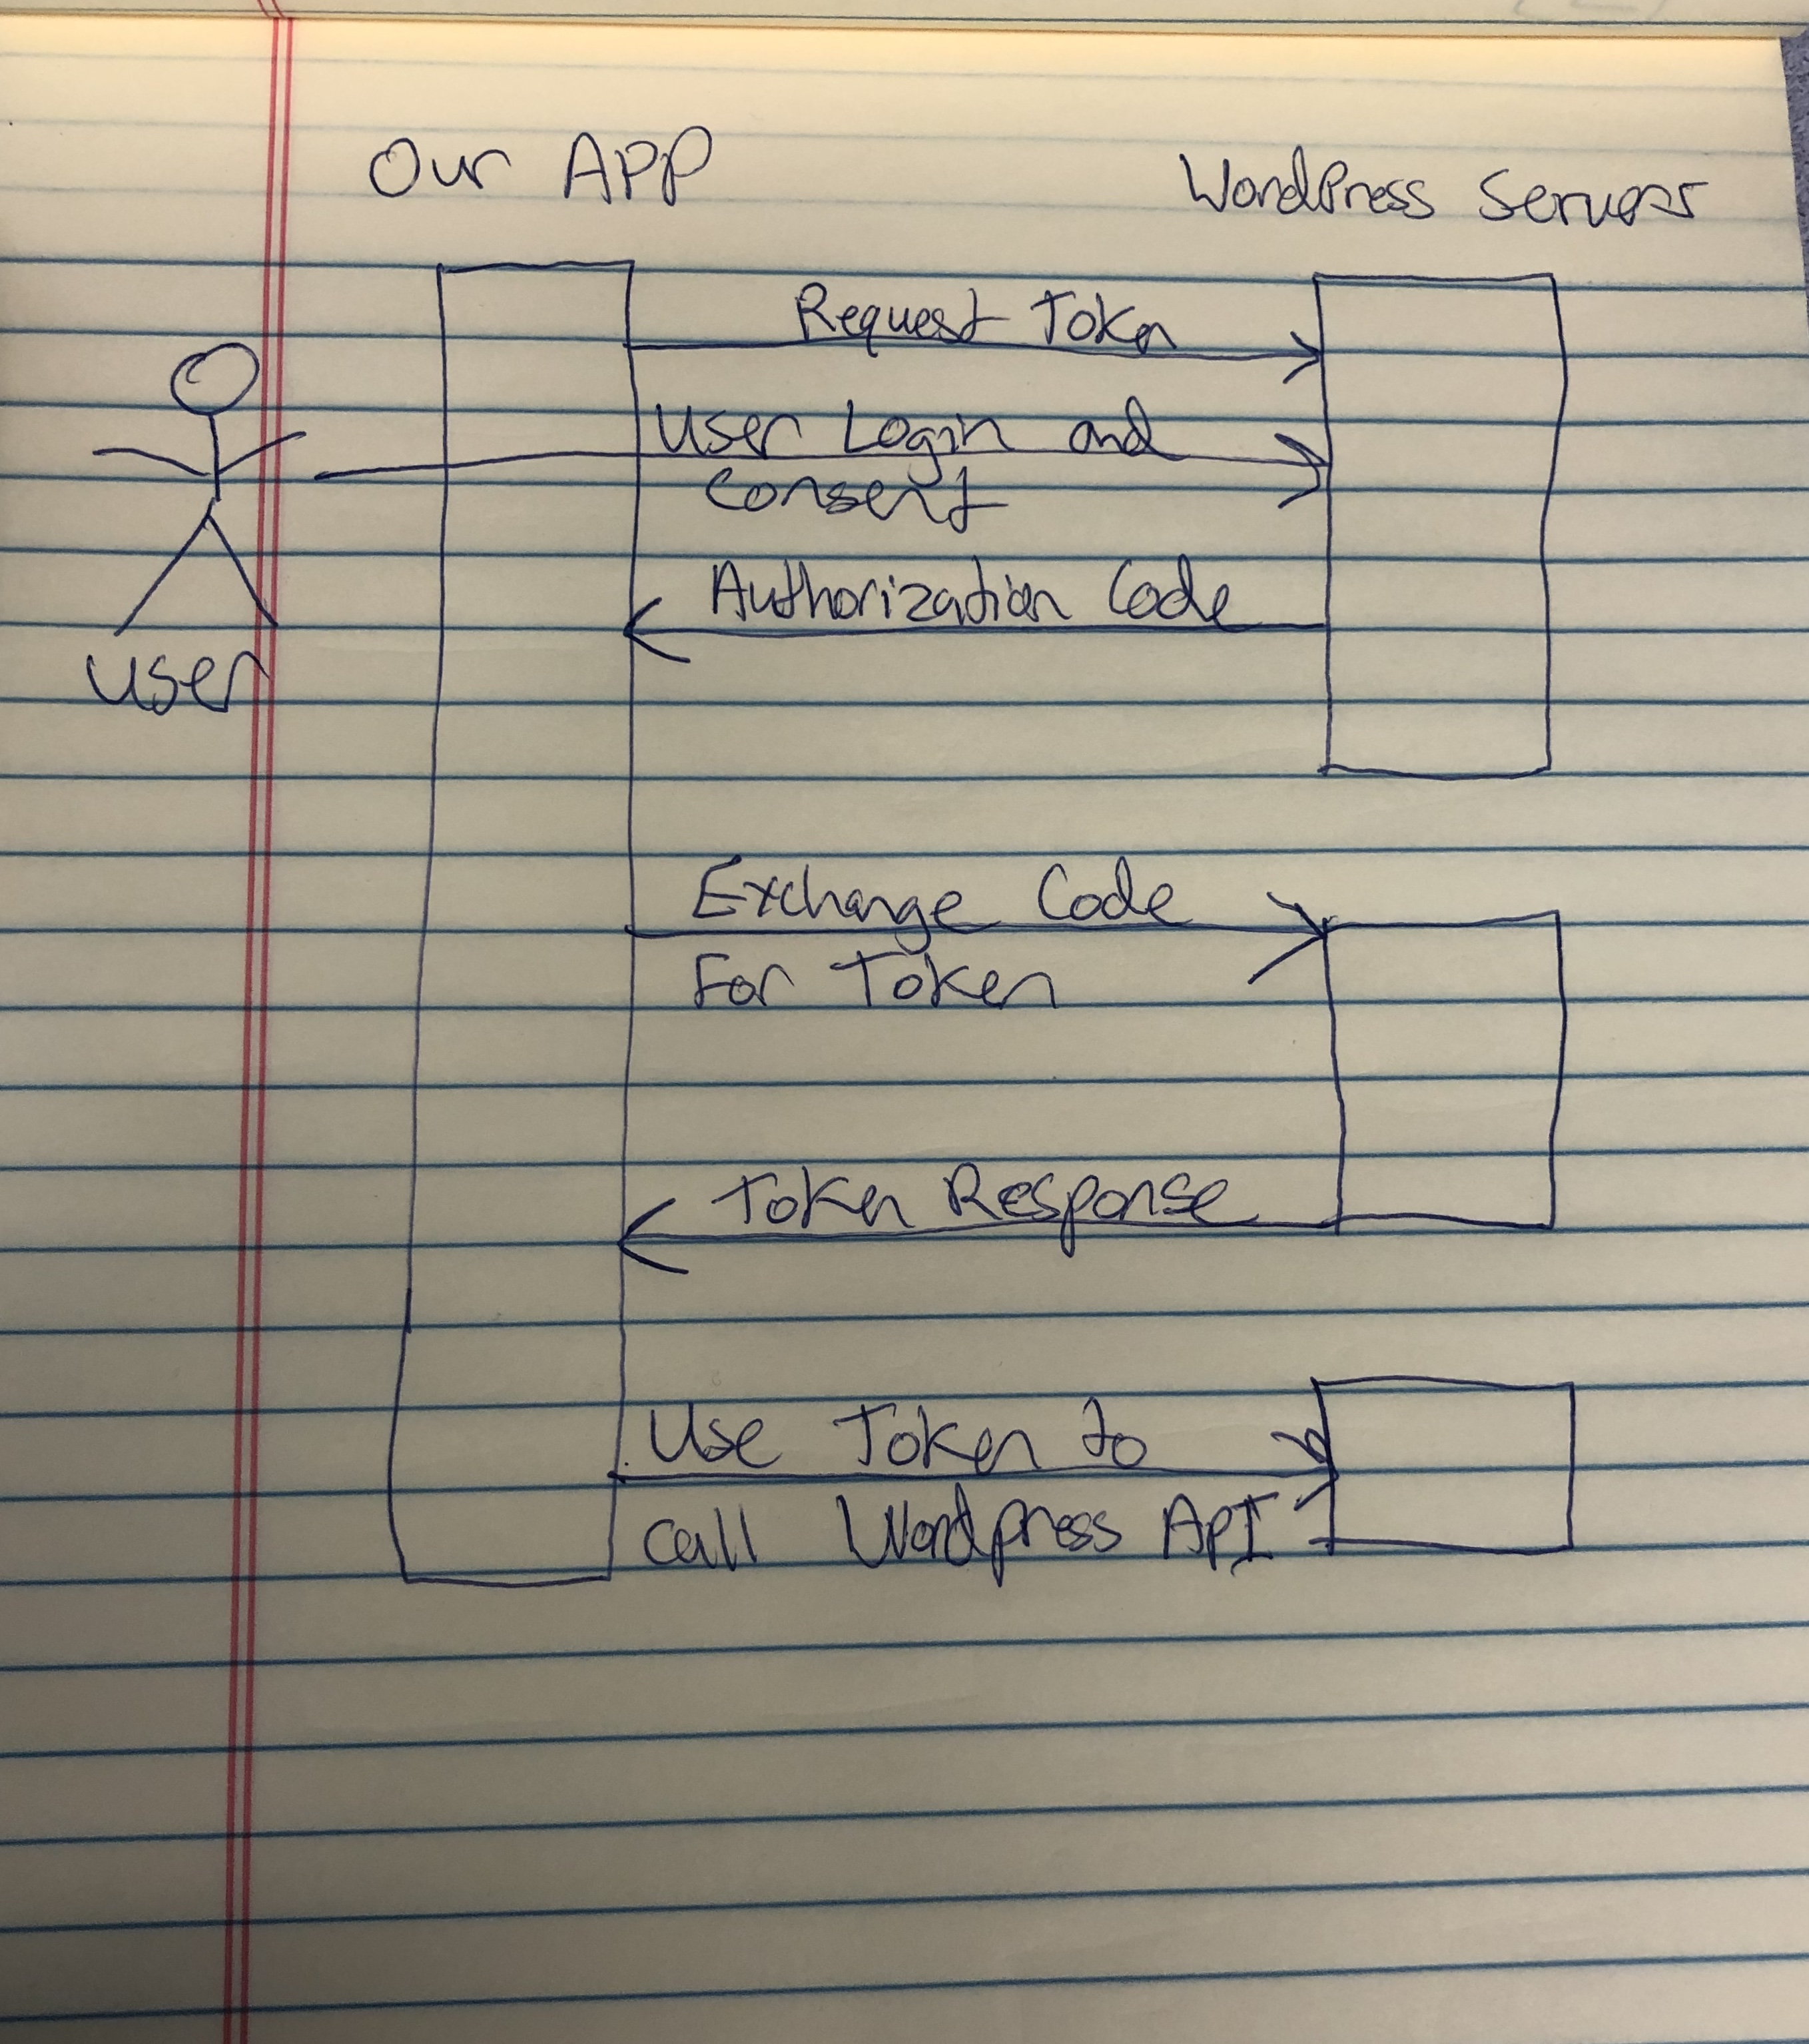 Our APP
WordPress Servers
Request Token
User Login and
Consent
Authorization Code
User
Exchange Code
For Token
Token Response
Use Token to
call Wordpress API